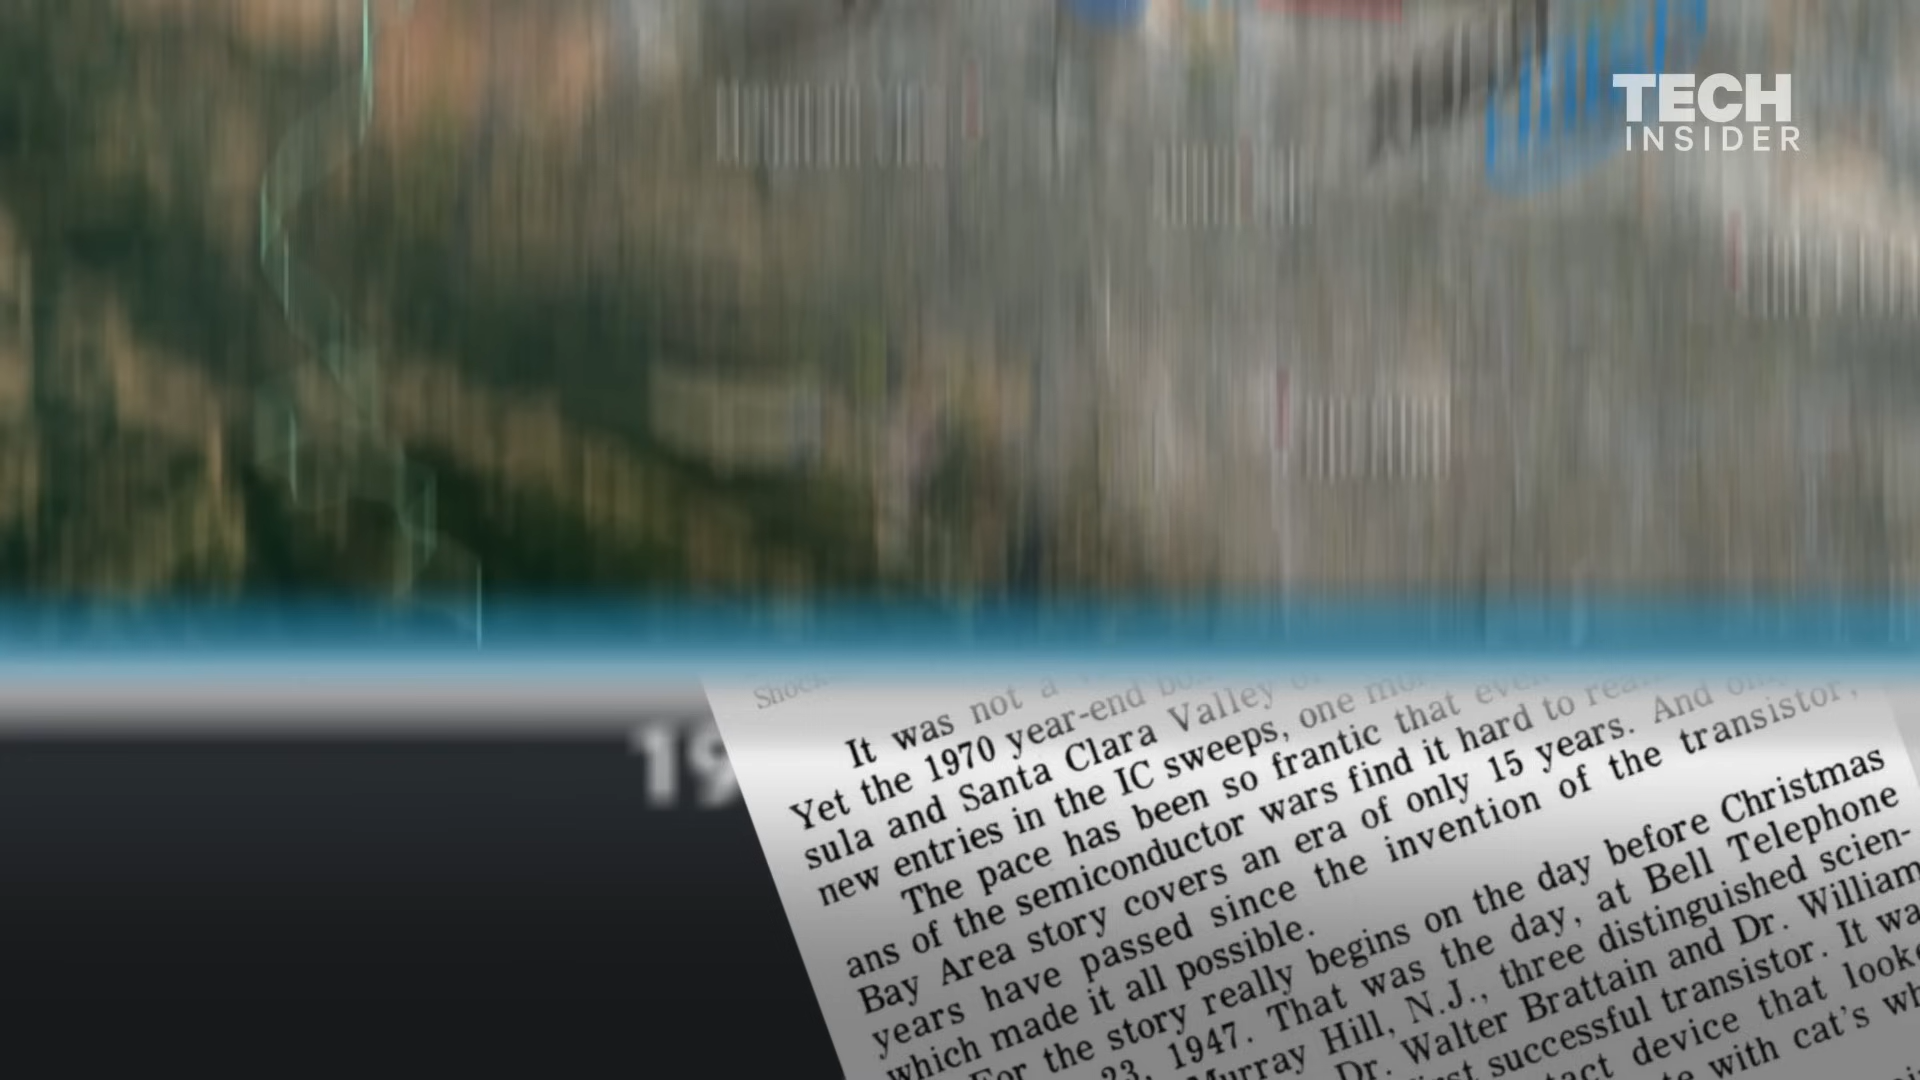 TECH
INSIDER
19
It was not a
Yet the 1970 year-end
sula and Santa Clara Valley
new entries in the IC sweeps, one
The pace has been so frantic that
ans of the semiconductor wars find it hard to
Bay Area story covers an era of only 15 years. And
years have passed since the invention of the transistor,
which made it all possible.
For the story really begins on the day before Christmas
23, 1947. That was the day, at Bell Telephone
Murray Hill, N.J., three distinguished scien-
Dr. Walter Brattain and Dr. William
successful transistor. It
device that
with cat's